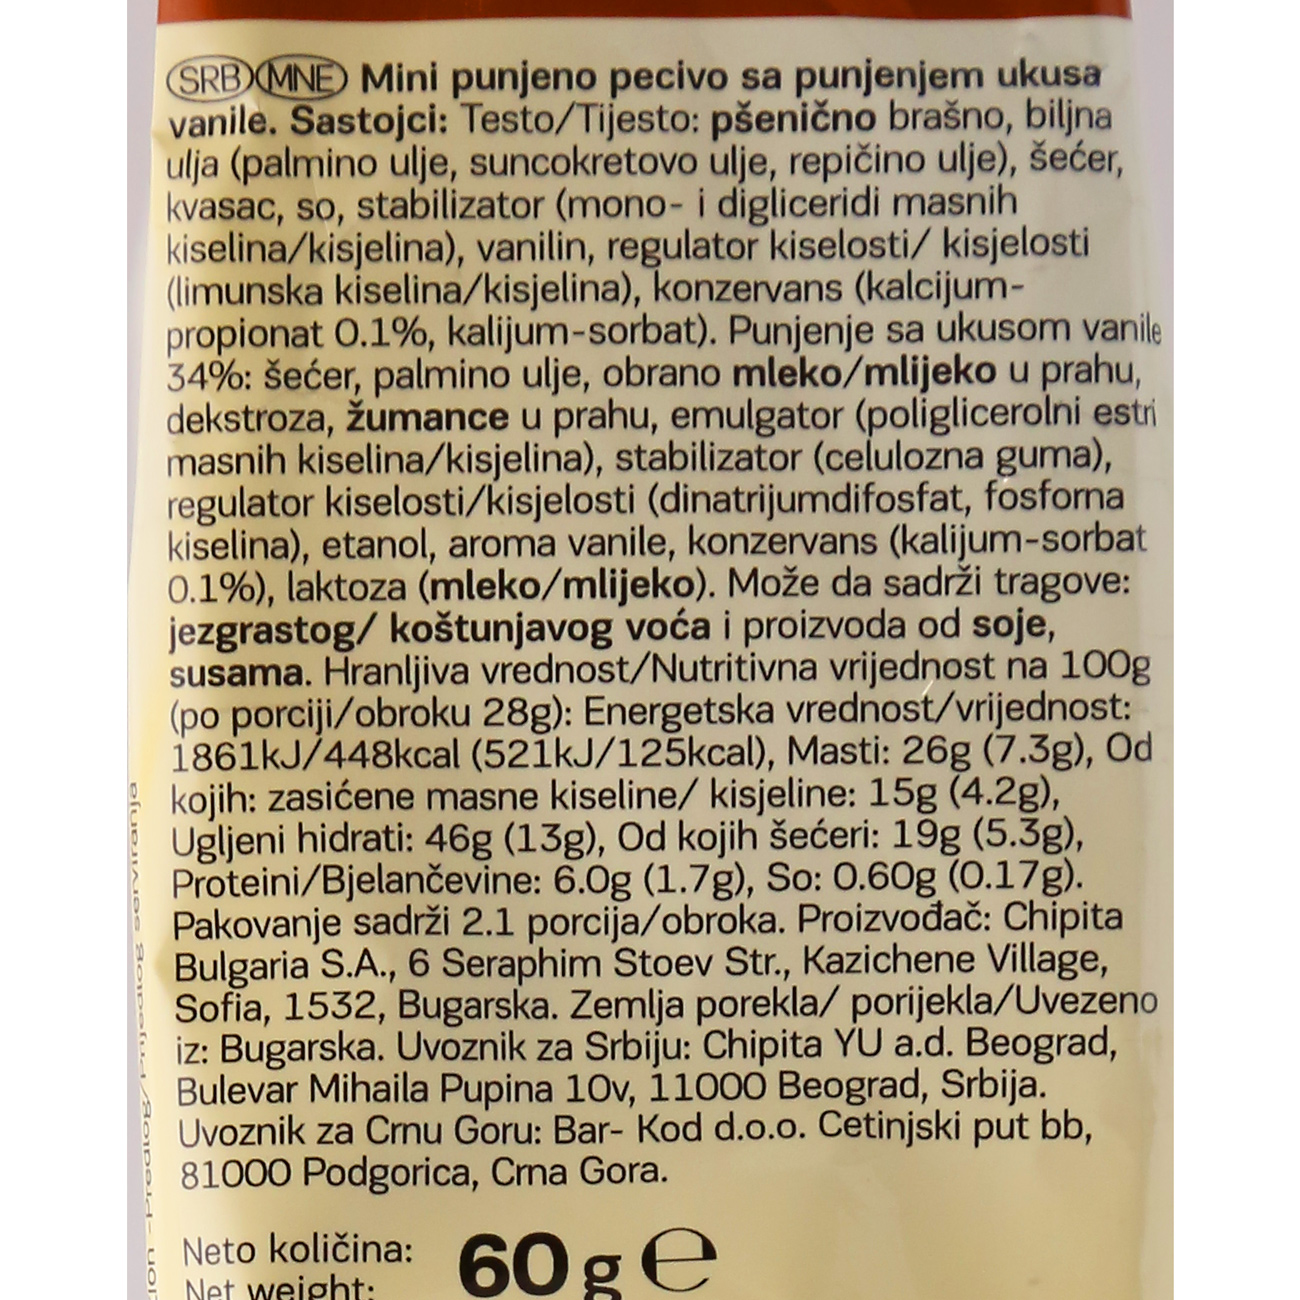 SRB MNE Mini punjeno pecivo sa punjenjem ukusa
vanile. Sastojci: Testo/Tijesto: pšenično brašno, biljna
ulja (palmino ulje, suncokretovo ulje, repičino ulje), šećer,
kvasac, so, stabilizator (mono- i digliceridi masnih
kiselina/kisjelina), vanilin, regulator kiselosti/ kisjelosti
(limunska kiselina/kisjelina), konzervans (kalcijum-
propionat 0.1%, kalijum-sorbat). Punjenje sa ukusom vanile
34%: šećer, palmino ulje, obrano mleko/mlijeko u prahu,
dekstroza, žumance u prahu, emulgator (poliglicerolni estri
masnih kiselina/kisjelina), stabilizator (celulozna guma),
regulator kiselosti/kisjelosti (dinatrijumdifosfat, fosforna
kiselina), etanol, aroma vanile, konzervans (kalijum-sorbat
0.1%), laktoza (mleko/mlijeko). Može da sadrži tragove:
jezgrastog/ koštunjavog voća i proizvoda od soje,
susama. Hranljiva vrednost/Nutritivna vrijednost na 100g
(po porciji/obroku 28g): Energetska vrednost/vrijednost:
1861kJ/448kcal (521kJ/125kcal), Masti: 26g (7.3g), Od
kojih: zasićene masne kiseline/ kisjeline: 15g (4.2g),
Ugljeni hidrati: 46g (13g), Od kojih šećeri: 19g (5.3g),
Proteini/Bjelančevine: 6.0g (1.7g), So: 0.60g (0.17g).
Pakovanje sadrži 2.1 porcija/obroka. Proizvođač: Chipita
Bulgaria S.A., 6 Seraphim Stoev Str., Kazichene Village,
Sofia, 1532, Bugarska. Zemlja porekla/ porijekla/Uvezeno
iz: Bugarska. Uvoznik za Srbiju: Chipita YU a.d. Beograd,
Bulevar Mihaila Pupina 10v, 11000 Beograd, Srbija.
Uvoznik za Crnu Goru: Bar- Kod d.o.o. Cetinjski put bb,
81000 Podgorica, Crna Gora.
Neto količina: 60 g e
Net weight:
-Predlog/Prijedlog serviranja